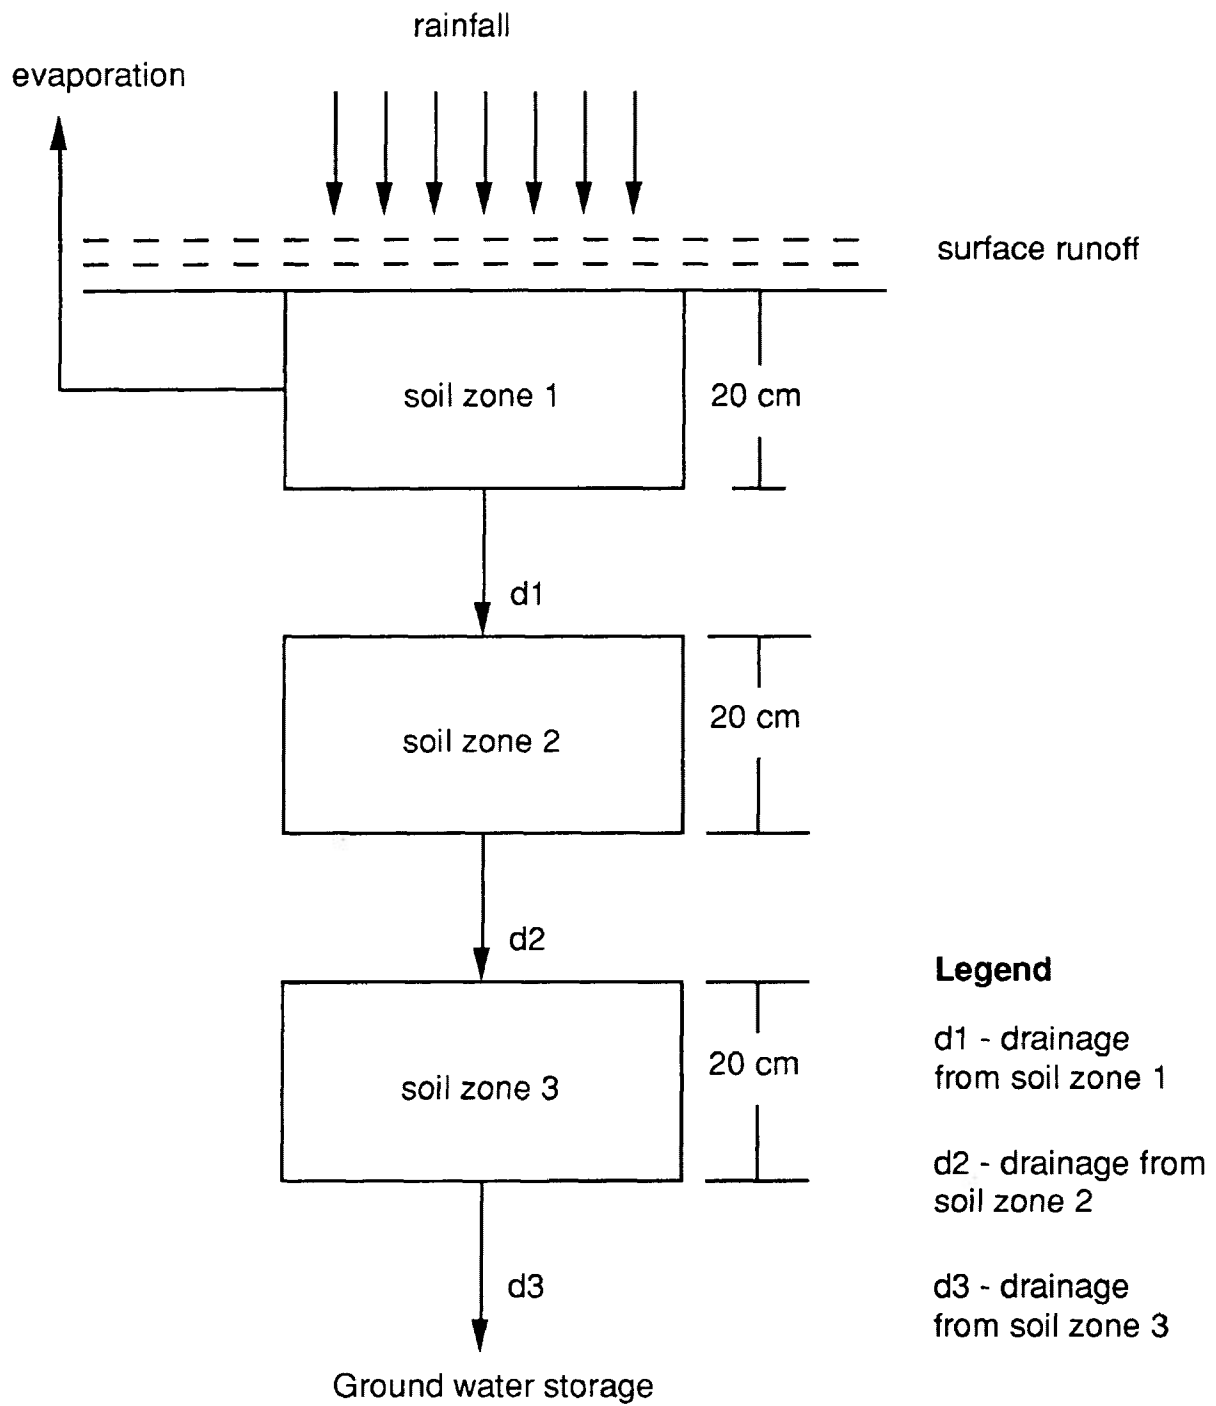 rainfall
evaporation
surface runoff
soil zone 1
20 cm
d1
20 cm
soil zone 2
d2
Legend
d1 - drainage
from soil zone 1
20 cm
soil zone 3
d2 - drainage from
soil zone 2
d3
d3 - drainage
from soil zone 3
Ground water storage